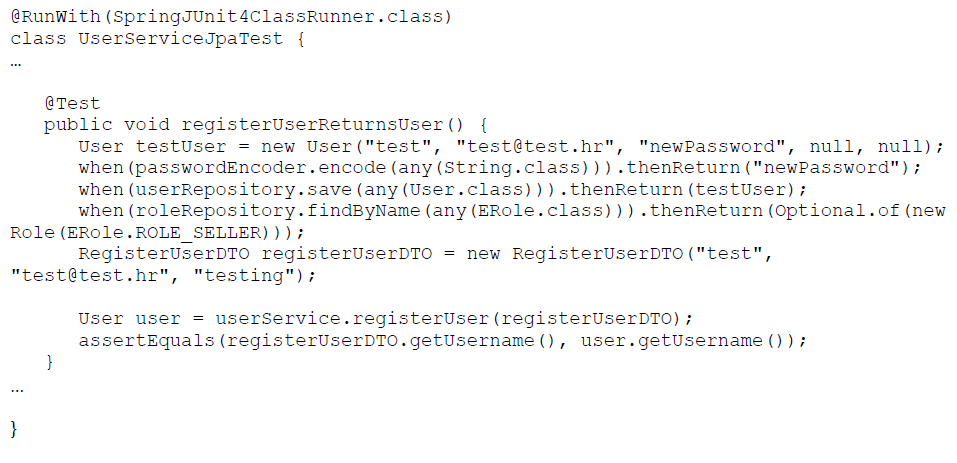 @RunWith(SpringJUnit4ClassRunner.class)
class UserServiceJpaTest {
…
@Test
public void registerUserReturnsUser() {
User testUser = new User("test", "test@test.hr", "newPassword", null, null);
when(passwordEncoder.encode(any(String.class))).thenReturn("newPassword");
when(userRepository.save(any(User.class))).thenReturn(testUser);
when(roleRepository.findByName(any(ERole.class))).thenReturn(Optional.of(new
Role(ERole.ROLE_SELLER)));
RegisterUserDTO registerUserDTO = new RegisterUserDTO("test",
"test@test.hr", "testing");
User user = userService.registerUser(registerUserDTO);
assertEquals(registerUserDTO.getUsername(), user.getUsername());
}
…
}